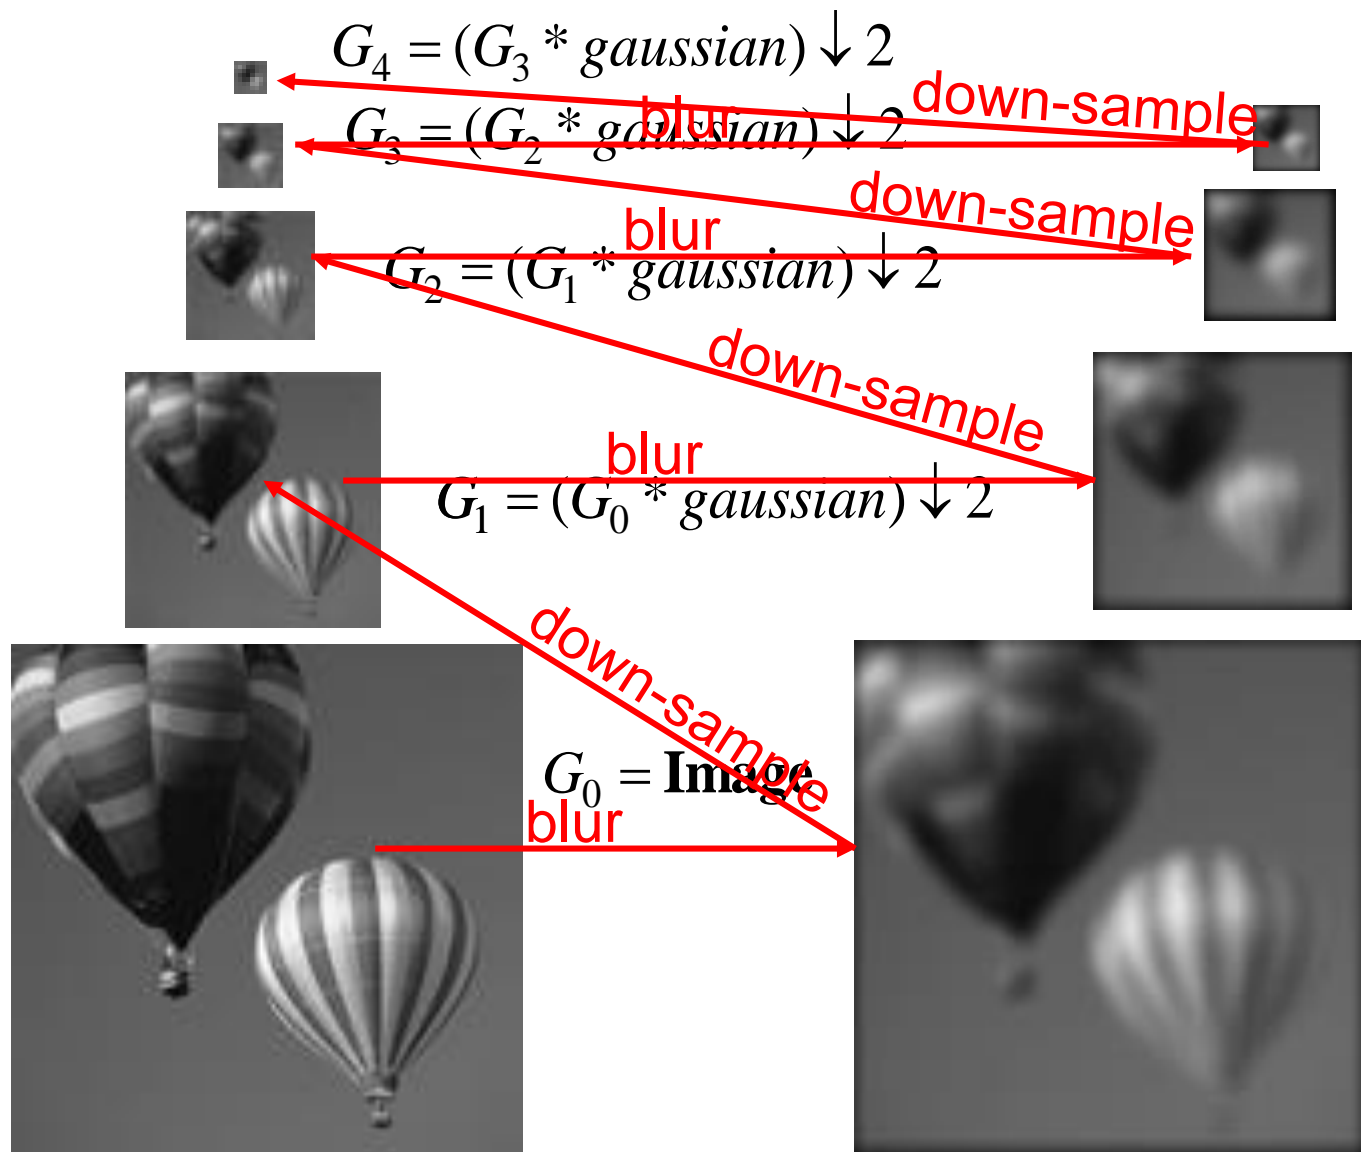 G₄ = (G₃ * gaussian) ↓ 2
down-sample
blur
G₃ = (G₂ * gaussian) ↓ 2
down-sample
blur
G₂ = (G₁ * gaussian) ↓ 2
down-sample
blur
G₁ = (G₀ * gaussian) ↓ 2
down-sample
G₀ = Image
blur